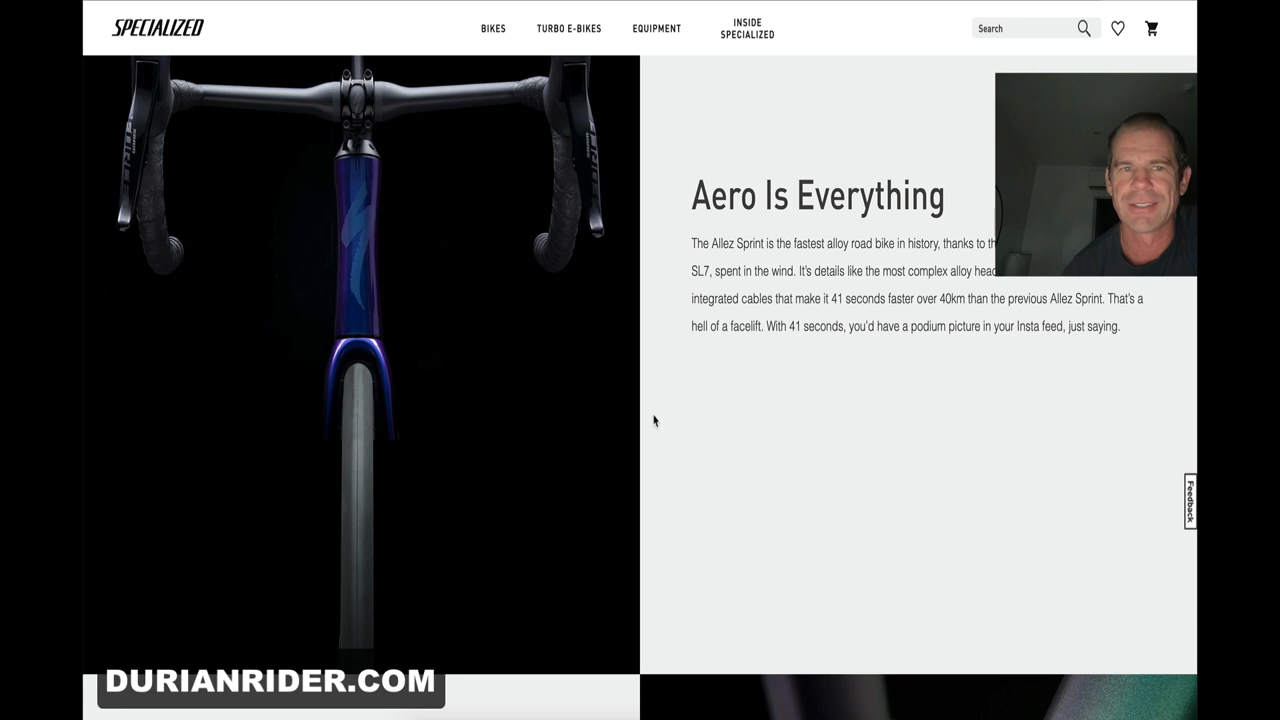 SPECIALIZED
BIKES
TURBO E-BIKES
EQUIPMENT
INSIDE
SPECIALIZED
Search
Aero Is Everything
The Allez Sprint is the fastest alloy road bike in history, thanks to
SL7, spent in the wind. It's details like the most complex alloy
integrated cables that make it 41 seconds faster over 40km than the previous Allez Sprint. That's a
hell of a facelift. With 41 seconds, you'd have a podium picture in your Insta feed, just saying.
Feedback
DURIANRIDER.COM